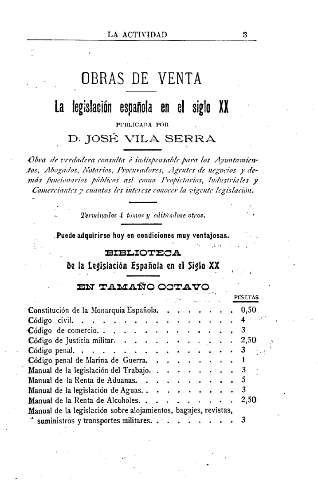 LA ACTIVIDAD 3
OBRAS DE VENTA
La legislación española en el siglo XX
PUBLICADA POR
D. JOSÉ VILA SERRA
Obra de verdadera consulta é indispensable para los Ayuntamien-
tos, Abogados, Notarios, Procuradores, Agentes de negocios y de-
más funcionarios públicos así como Propietarios, Industriales y
Comerciantes y cuantos les interese conocer la vigente legislación.
Terminados 4 tomos y editándose otros.
Puede adquirirse hoy en condiciones muy ventajosas.
BIBLIOTECA
de la Legislación Española en el Siglo XX
EN TAMAÑO OCTAVO
PESETAS
Constitución de la Monarquía Española. . . . . . . 0,50
Código civil. . . . . . . . . . . . . . 4
Código de comercio. . . . . . . . . . . . 3
Código de Justicia militar. . . . . . . . . . . 2,50
Código penal. . . . . . . . . . . . . . 3
Código penal de Marina de Guerra. . . . . . . . 1
Manual de la legislación del Trabajo. . . . . . . . 3
Manual de la Renta de Aduanas. . . . . . . . . 5
Manual de la legislación de Aguas. . . . . . . . . 3
Manual de la Renta de Alcoholes. . . . . . . . . 2,50
Manual de la legislación sobre alojamientos, bagajes, revistas,
suministros y transportes militares. . . . . . . . 3